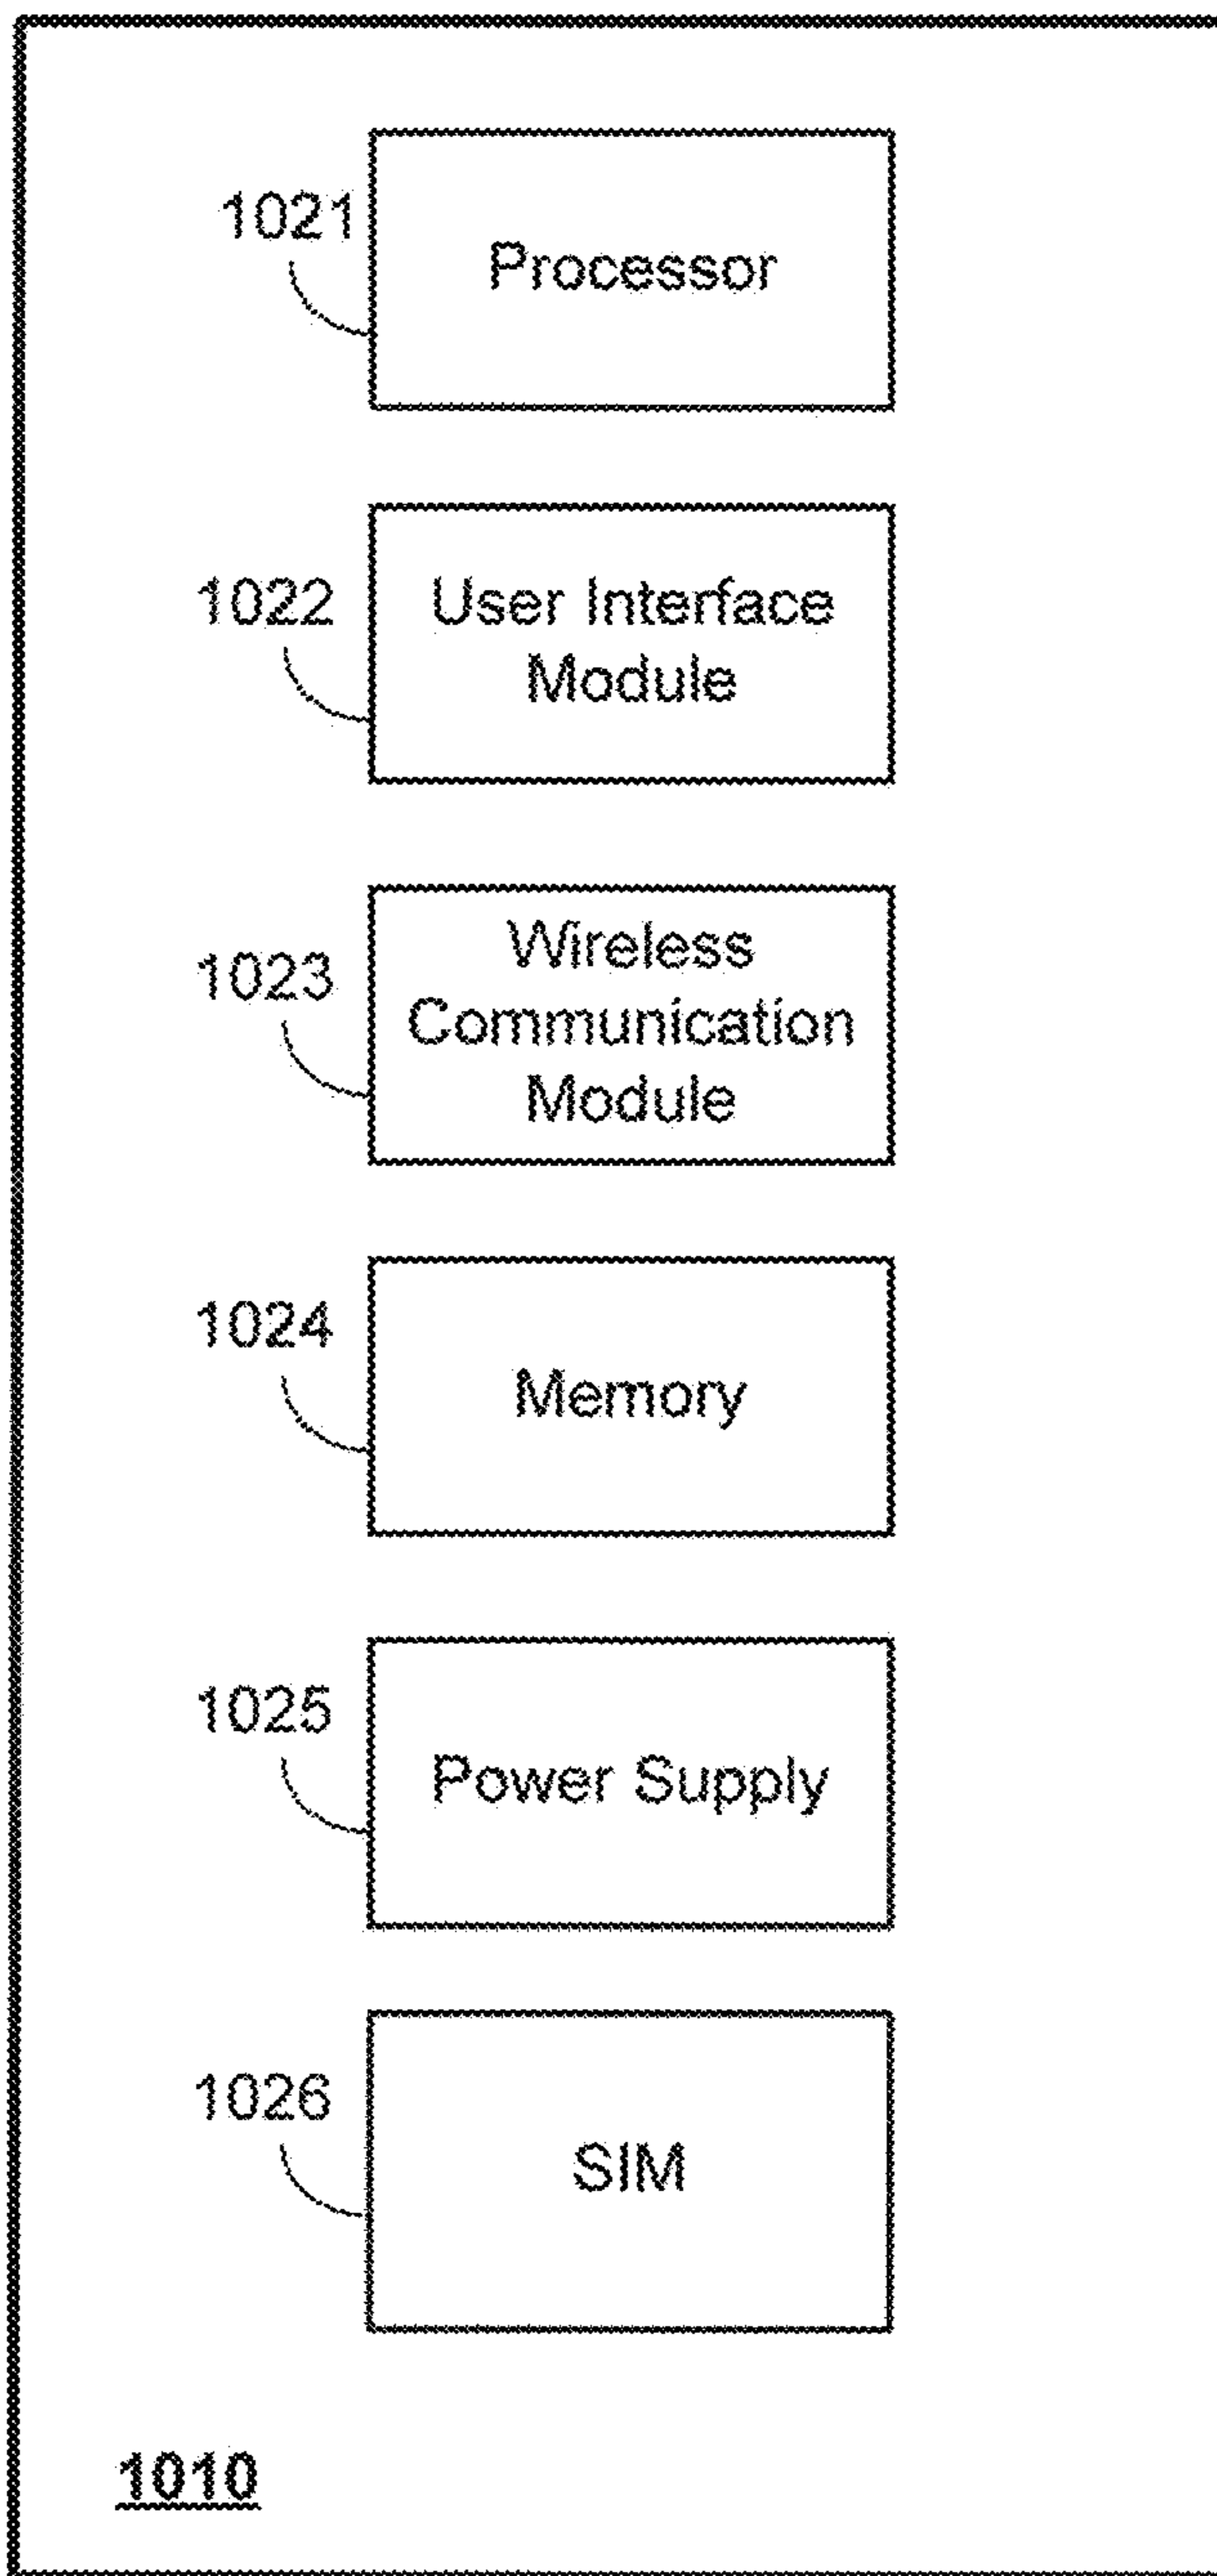 1021
Processor
1022
User Interface
Module
1023
Wireless
Communication
Module
1024
Memory
1025
Power Supply
1026
SIM
1010